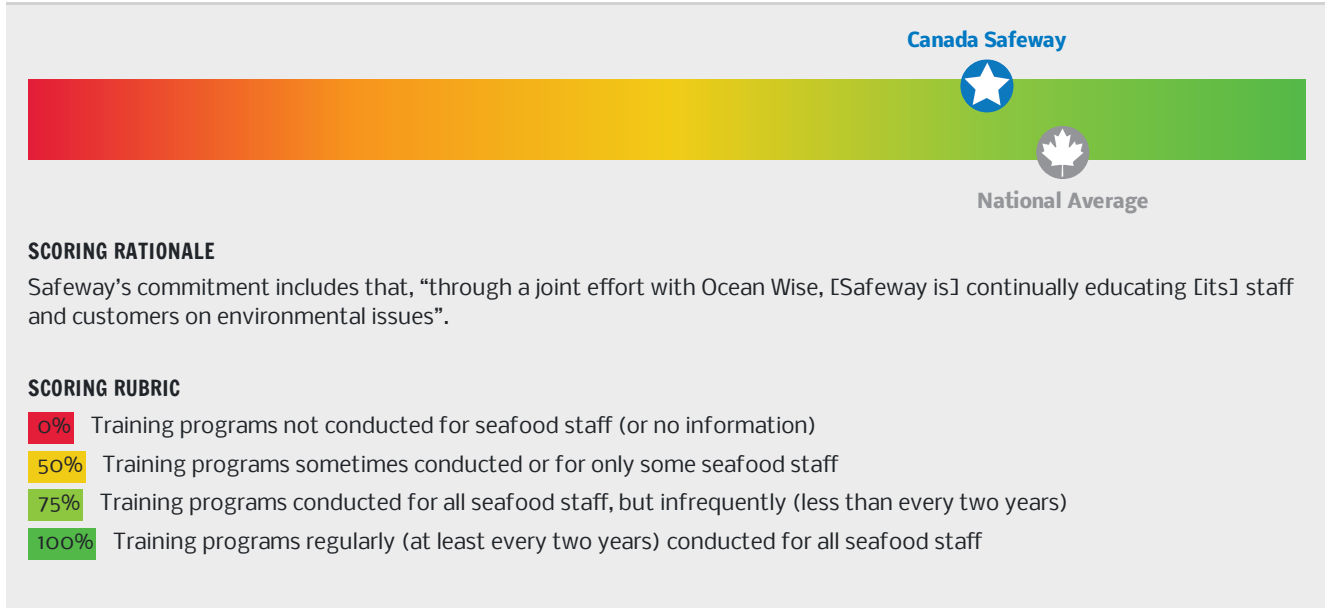 Canada Safeway
National Average
SCORING RATIONALE
Safeway’s commitment includes that, “through a joint effort with Ocean Wise, [Safeway is] continually educating [its] staff
and customers on environmental issues”.
SCORING RUBRIC
0% Training programs not conducted for seafood staff (or no information)
50% Training programs sometimes conducted or for only some seafood staff
75% Training programs conducted for all seafood staff, but infrequently (less than every two years)
100% Training programs regularly (at least every two years) conducted for all seafood staff